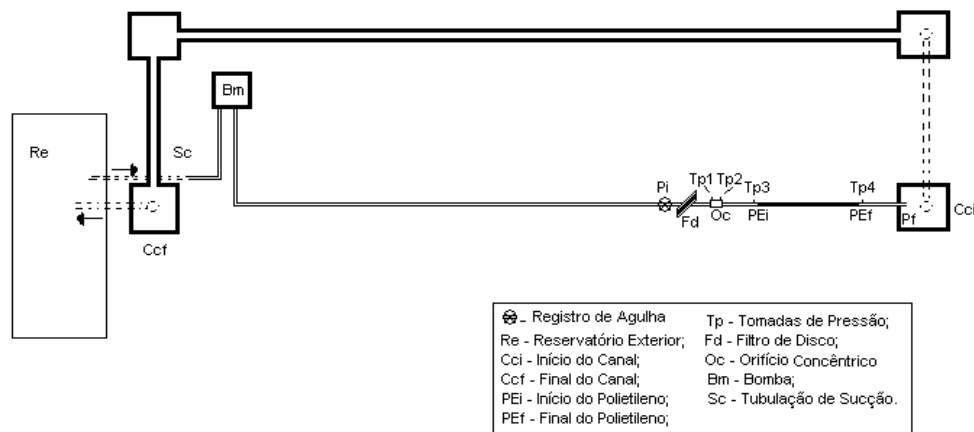 Bm
Re
Sc
Pi
Tp1
Tp2
Tp3
Tp4
Fd
Oc
PEi
PEf
Pf
Cci
Ccf
- Registro de Agulha
Re - Reservatório Exterior;
Cci - Início do Canal;
Ccf - Final do Canal;
PEi - Início do Polietileno;
PEf - Final do Polietileno;
Tp - Tomadas de Pressão;
Fd - Filtro de Disco;
Oc - Orifício Concêntrico
Bm - Bomba;
Sc - Tubulação de Sucção.